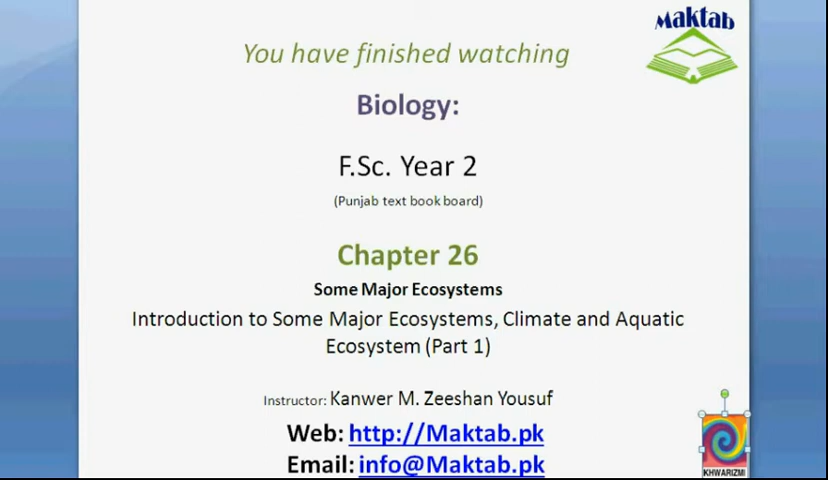 Maktab
You have finished watching
Biology:
F.Sc. Year 2
(Punjab text book board)
Chapter 26
Some Major Ecosystems
Introduction to Some Major Ecosystems, Climate and Aquatic
Ecosystem (Part 1)
Instructor: Kanwer M. Zeeshan Yousuf
Web: http://Maktab.pk
Email: info@Maktab.pk
KHWARIZMI